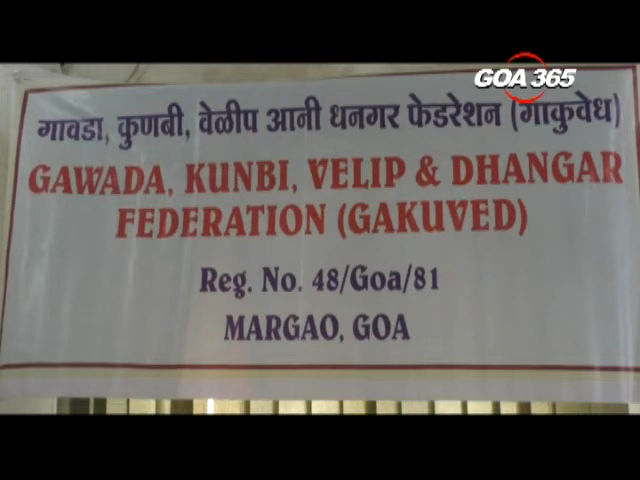 GOA 365
गावडा, कुणबी, वेळीप आनी धनगर फेडरेशन (गाकुवेध)
GAWADA, KUNBI, VELIP & DHANGAR
FEDERATION (GAKUVED)
Reg. No. 48/Goa/81
MARGAO, GOA